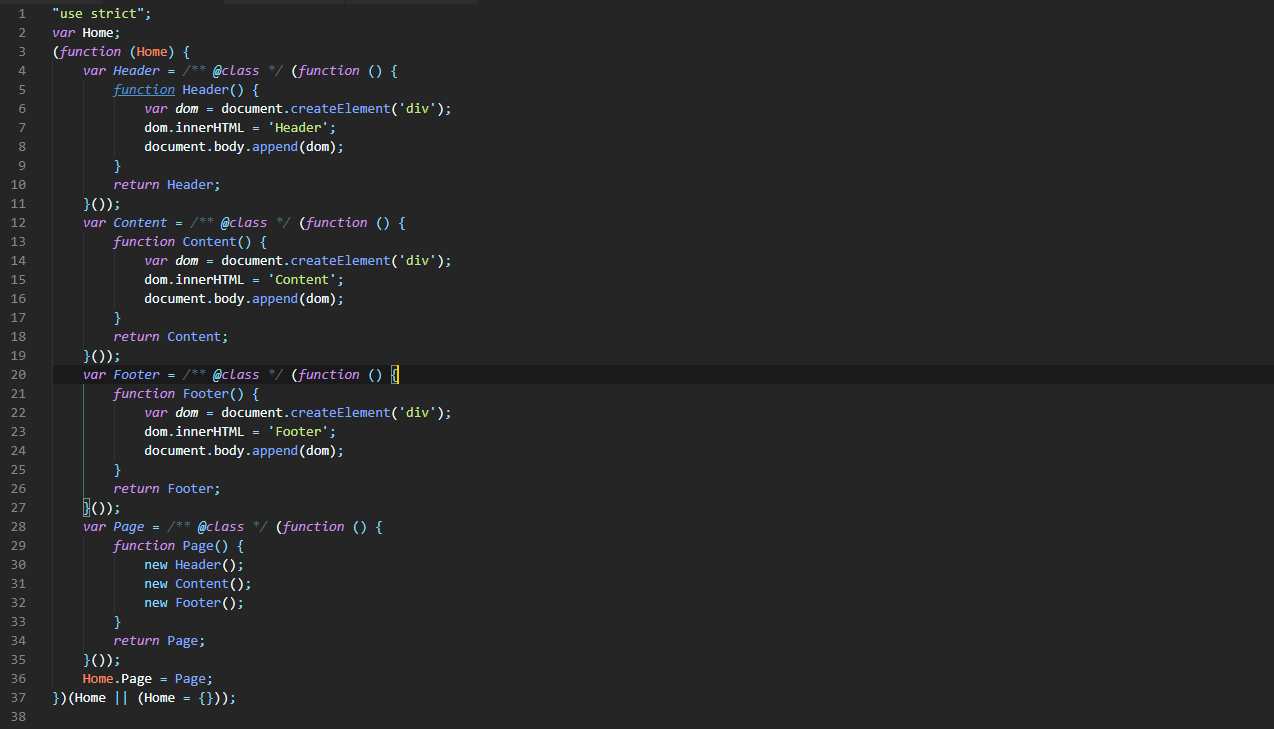 1 "use strict";
2 var Home;
3 (function (Home) {
4     var Header = /** @class */ (function () {
5         function Header() {
6             var dom = document.createElement('div');
7             dom.innerHTML = 'Header';
8             document.body.append(dom);
9         }
10         return Header;
11     }());
12     var Content = /** @class */ (function () {
13         function Content() {
14             var dom = document.createElement('div');
15             dom.innerHTML = 'Content';
16             document.body.append(dom);
17         }
18         return Content;
19     }());
20     var Footer = /** @class */ (function () {
21         function Footer() {
22             var dom = document.createElement('div');
23             dom.innerHTML = 'Footer';
24             document.body.append(dom);
25         }
26         return Footer;
27     }());
28     var Page = /** @class */ (function () {
29         function Page() {
30             new Header();
31             new Content();
32             new Footer();
33         }
34         return Page;
35     }());
36     Home.Page = Page;
37 })(Home || (Home = {}));
38